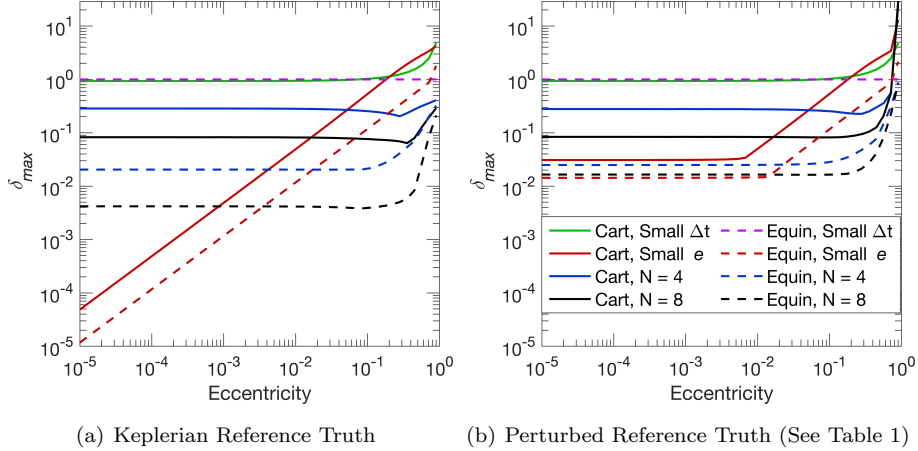 10^1
10^0
10^-1
10^-2
10^-3
10^-4
10^-5
δ_max
10^-5 10^-4 10^-3 10^-2 10^-1 10^0
Eccentricity
(a) Keplerian Reference Truth
10^1
10^0
10^-1
10^-2
10^-3
10^-4
10^-5
δ_max
Cart, Small Δt Equin, Small Δt
Cart, Small e Equin, Small e
Cart, N = 4 Equin, N = 4
Cart, N = 8 Equin, N = 8
10^-5 10^-4 10^-3 10^-2 10^-1 10^0
Eccentricity
(b) Perturbed Reference Truth (See Table 1)